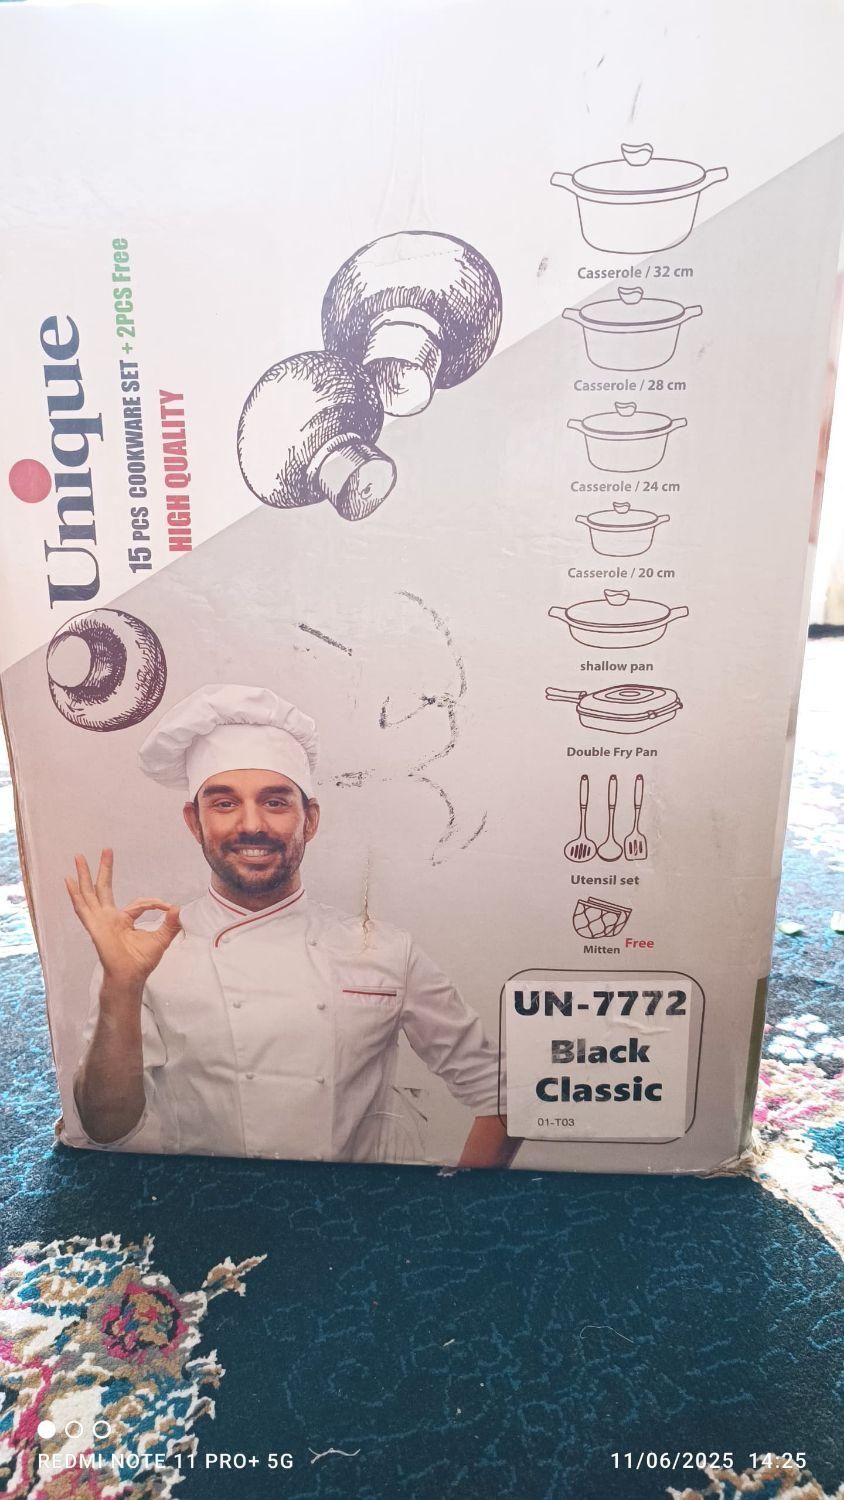 Unique
15 PCS COOKWARE SET + 2PCS Free
HIGH QUALITY
Casserole / 32 cm
Casserole / 28 cm
Casserole / 24 cm
Casserole / 20 cm
shallow pan
Double Fry Pan
Utensil set
Mitten Free
UN-7772
Black
Classic
01-T03
REDMI NOTE 11 PRO+ 5G
11/06/2025 14:25